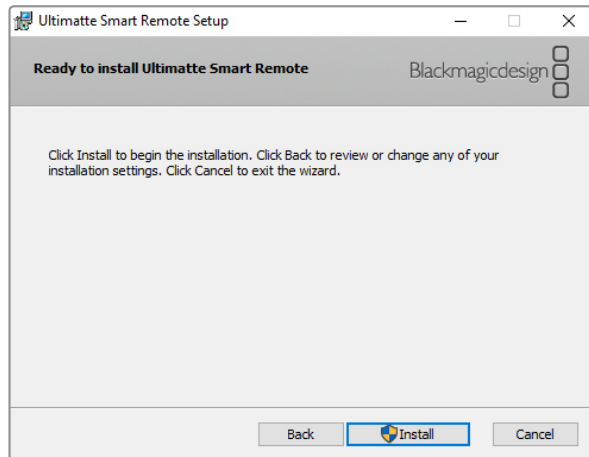 Ultimatte Smart Remote Setup
Ready to install Ultimatte Smart Remote
Blackmagicdesign
Click Install to begin the installation. Click Back to review or change any of your
installation settings. Click Cancel to exit the wizard.
Back
Install
Cancel